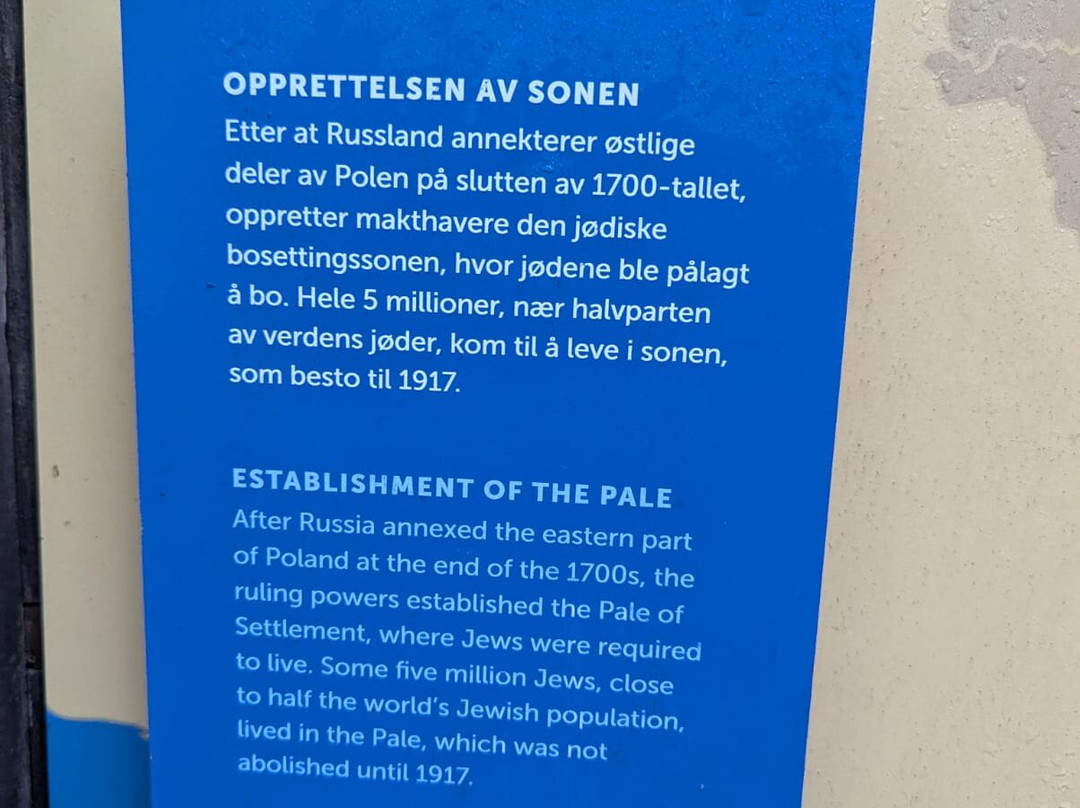 OPPRETTELSEN AV SONEN
Etter at Russland annekterer østlige
deler av Polen på slutten av 1700-tallet,
oppretter makthavere den jødiske
bosettingssonen, hvor jødene ble pålagt
å bo. Hele 5 millioner, nær halvparten
av verdens jøder, kom til å leve i sonen,
som besto til 1917.
ESTABLISHMENT OF THE PALE
After Russia annexed the eastern part
of Poland at the end of the 1700s, the
ruling powers established the Pale of
Settlement, where Jews were required
to live. Some five million Jews, close
to half the world's Jewish population,
lived in the Pale, which was not
abolished until 1917.